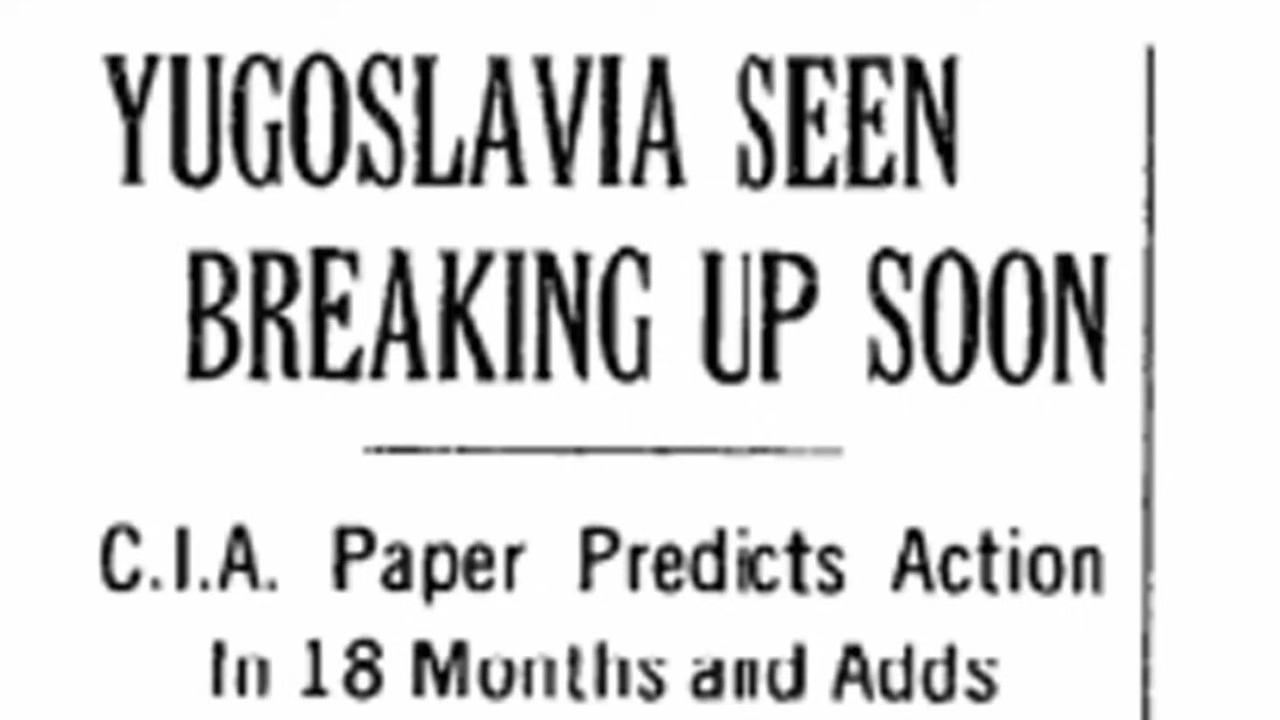 YUGOSLAVIA SEEN
BREAKING UP SOON
C.I.A. Paper Predicts Action
In 18 Months and Adds